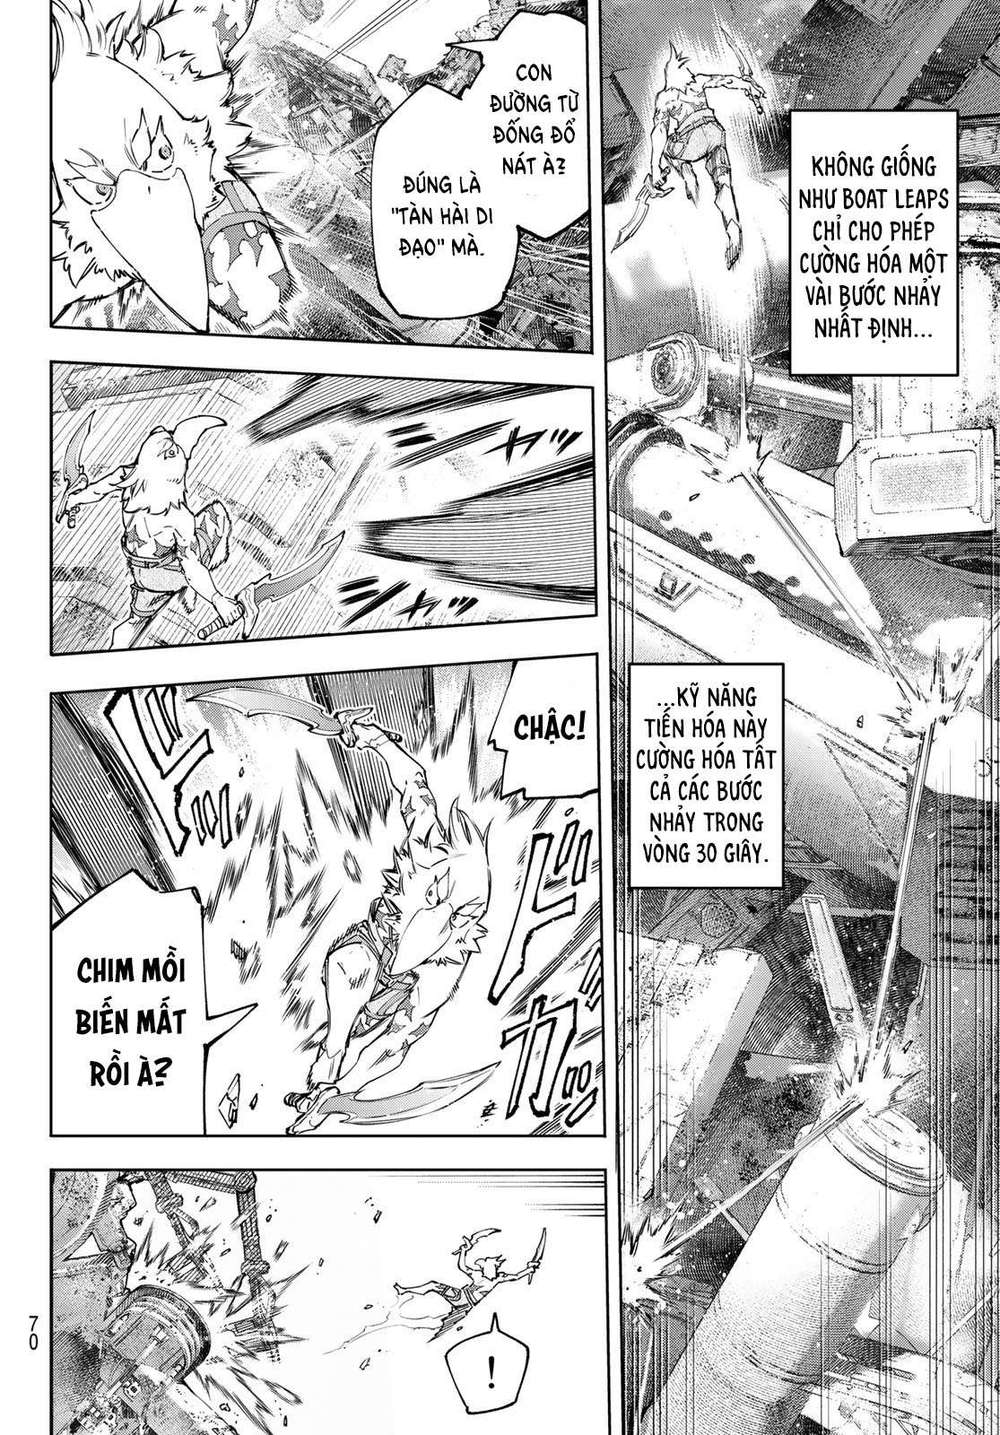 KHÔNG GIỐNG
NHƯ BOAT LEAPS
CHỈ CHO PHÉP
CƯỜNG HÓA MỘT
VÀI BƯỚC NHẢY
NHẤT ĐỊNH...
...KỸ NĂNG
TIẾN HÓA NÀY
CƯỜNG HÓA TẤT
CẢ CÁC BƯỚC
NHẢY TRONG
VÒNG 30 GIÂY.
CON
ĐƯỜNG TỪ
ĐỐNG ĐỔ
NÁT À?
ĐÚNG LÀ
"TÀN HÀI DI
ĐẠO" MÀ.
CHẬC!
CHIM MỒI
BIẾN MẤT
RỒI À?
!
70